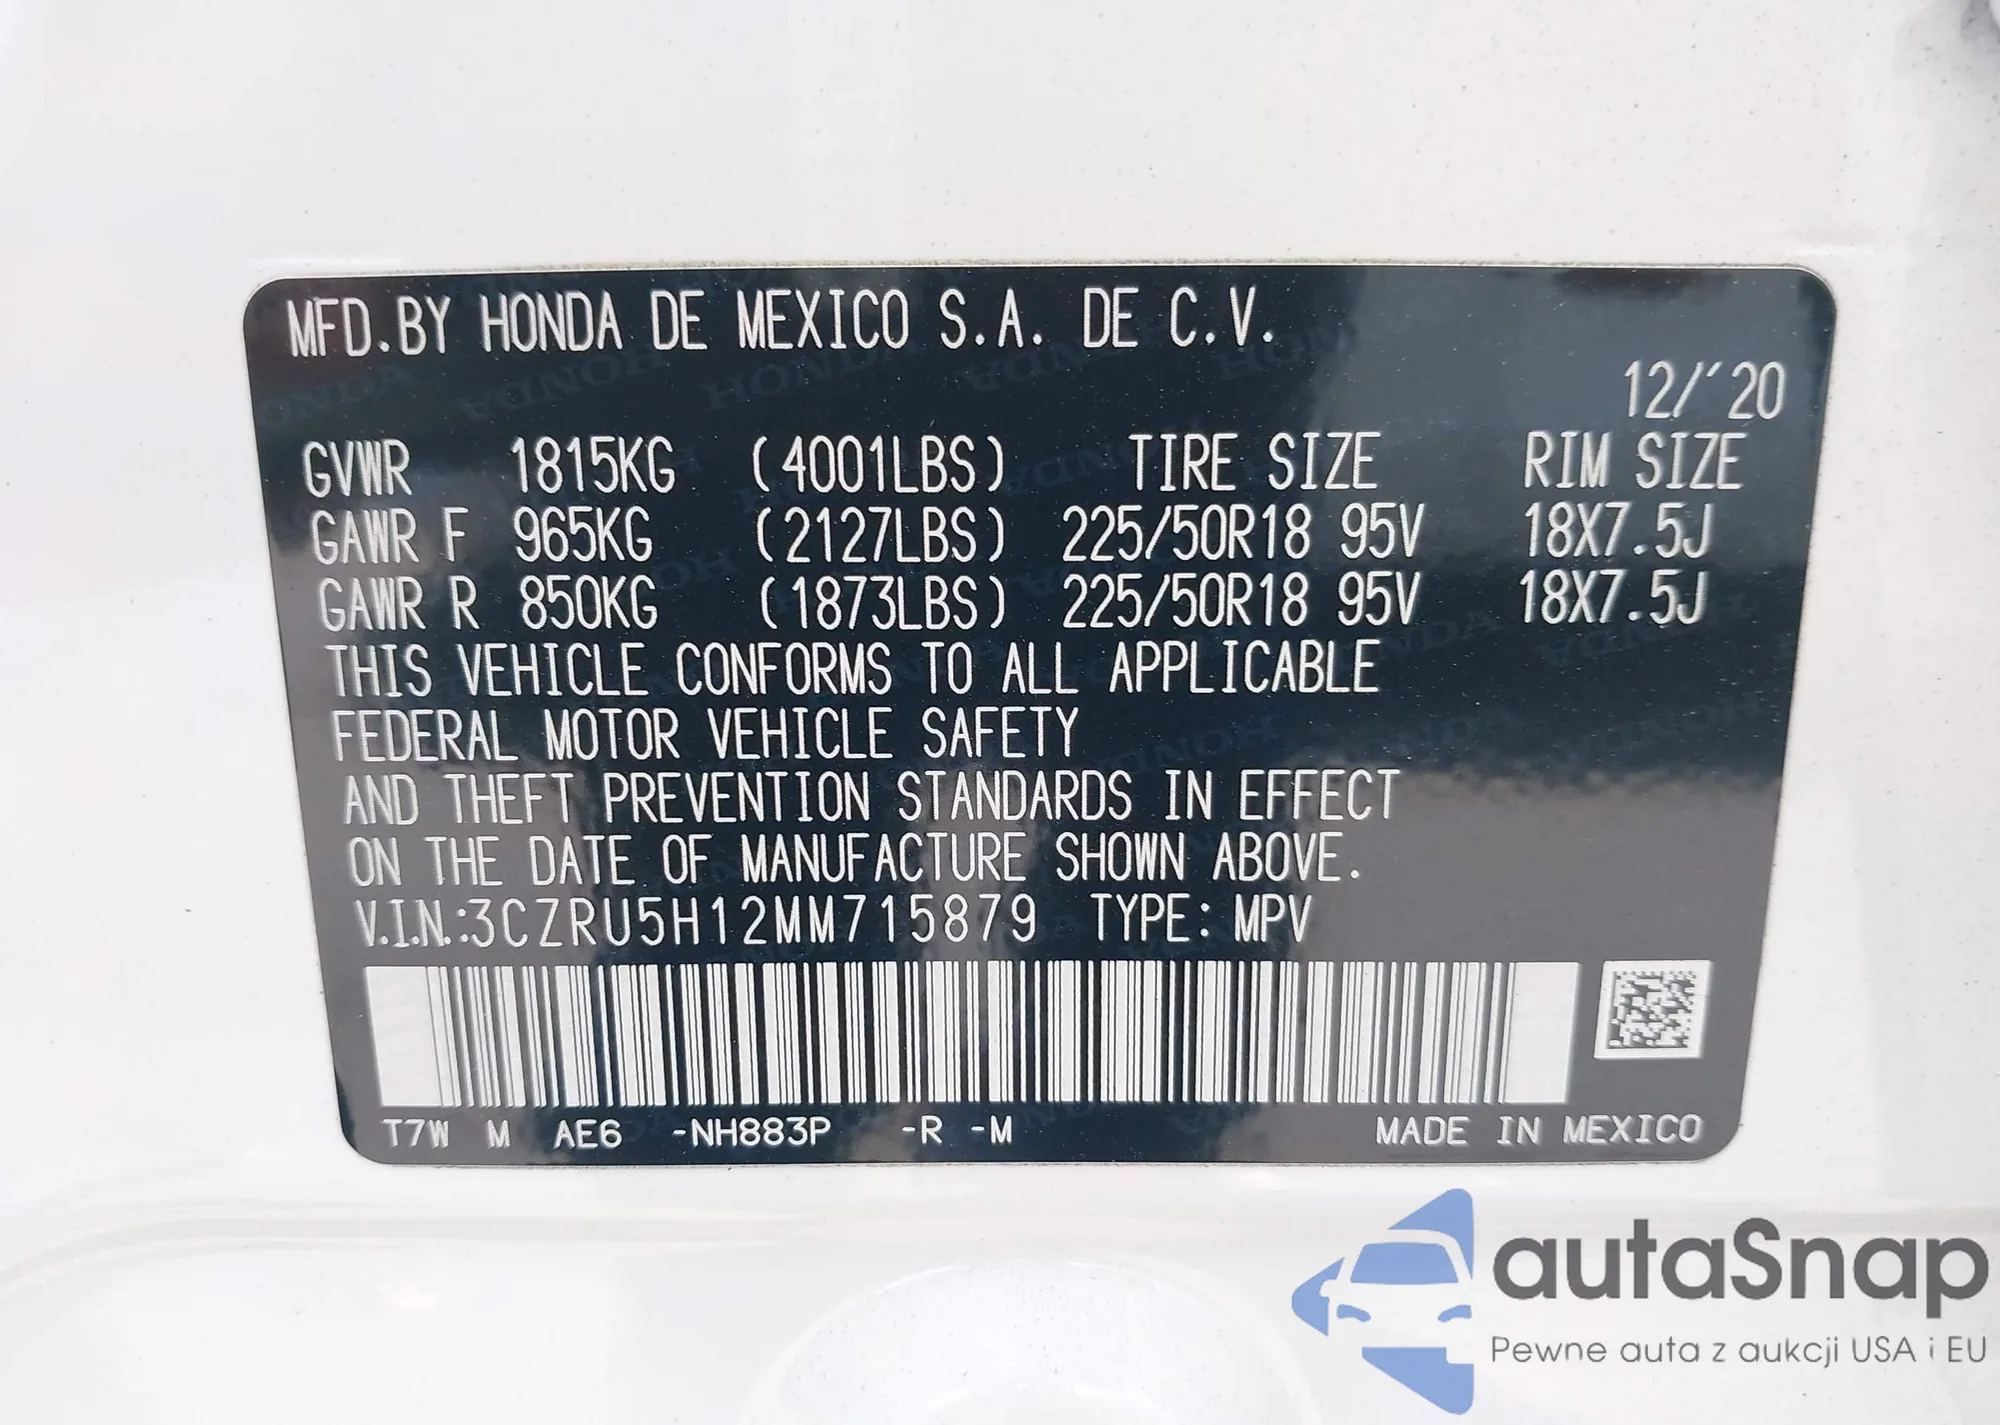 MFD.BY HONDA DE MEXICO S.A. DE C.V.
12/'20
GVWR 1815KG (4001LBS) TIRE SIZE RIM SIZE
GAWR F 965KG (2127LBS) 225/50R18 95V 18X7.5J
GAWR R 850KG (1873LBS) 225/50R18 95V 18X7.5J
THIS VEHICLE CONFORMS TO ALL APPLICABLE
FEDERAL MOTOR VEHICLE SAFETY
AND THEFT PREVENTION STANDARDS IN EFFECT
ON THE DATE OF MANUFACTURE SHOWN ABOVE.
V.I.N.:3CZRU5H12MM715879 TYPE: MPV
T7W M AE6 -NH883P -R -M MADE IN MEXICO
autaSnap
Pewne auta z aukcji USA i EU